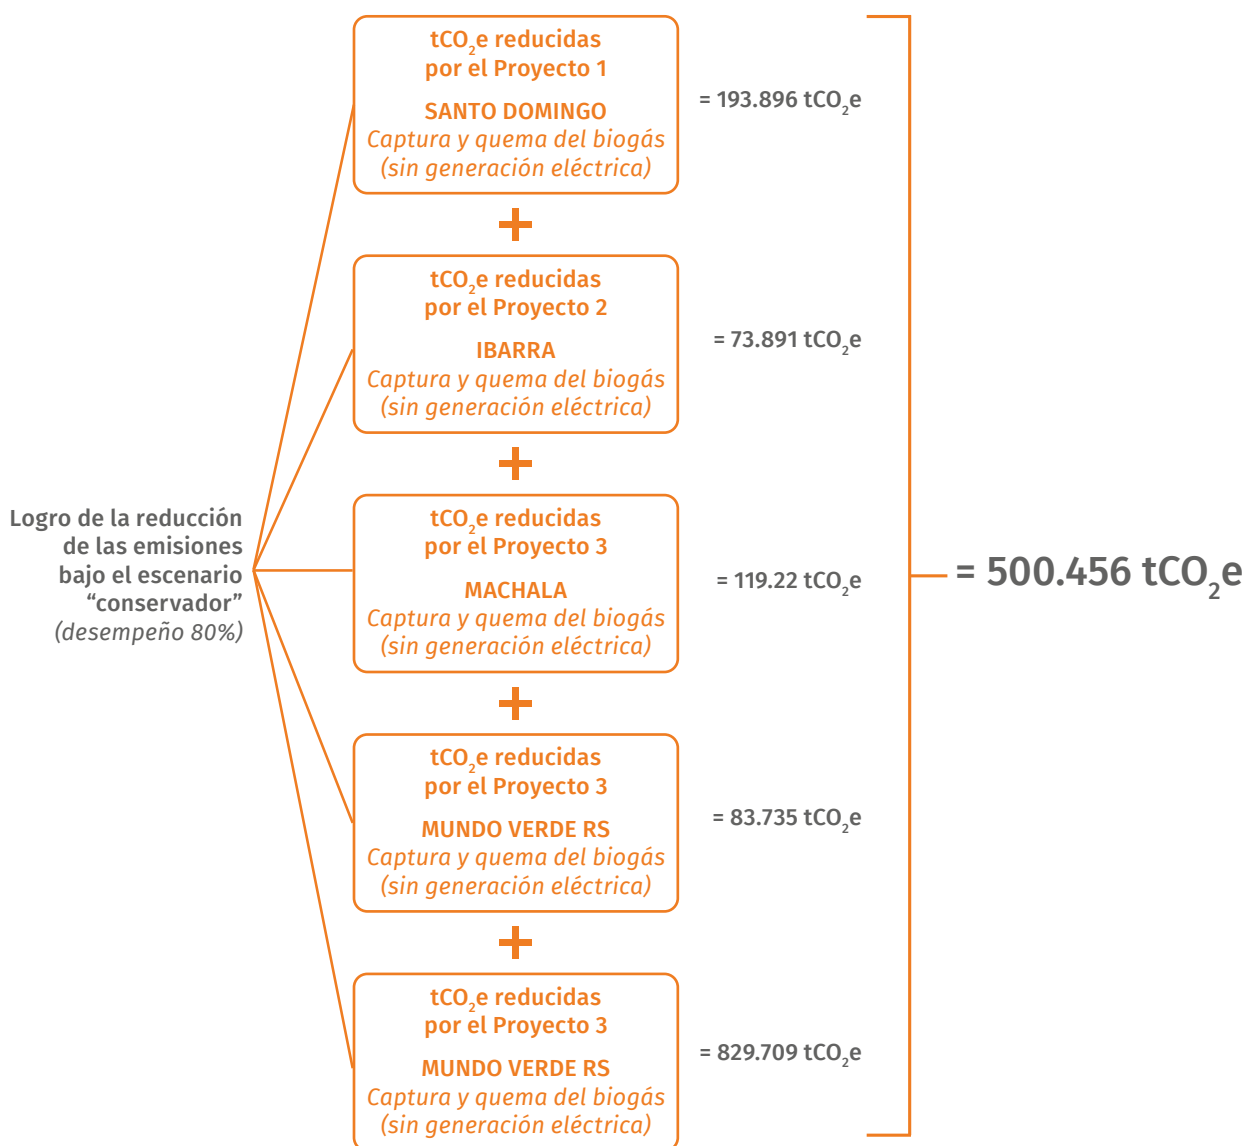 tCO₂e reducidas
por el Proyecto 1
SANTO DOMINGO
Captura y quema del biogás
(sin generación eléctrica)
= 193.896 tCO₂e
+
tCO₂e reducidas
por el Proyecto 2
IBARRA
Captura y quema del biogás
(sin generación eléctrica)
= 73.891 tCO₂e
+
Logro de la reducción
de las emisiones
bajo el escenario
“conservador”
(desempeño 80%)
tCO₂e reducidas
por el Proyecto 3
MACHALA
Captura y quema del biogás
(sin generación eléctrica)
= 119.22 tCO₂e
= 500.456 tCO₂e
+
tCO₂e reducidas
por el Proyecto 3
MUNDO VERDE RS
Captura y quema del biogás
(sin generación eléctrica)
= 83.735 tCO₂e
+
tCO₂e reducidas
por el Proyecto 3
MUNDO VERDE RS
Captura y quema del biogás
(sin generación eléctrica)
= 829.709 tCO₂e